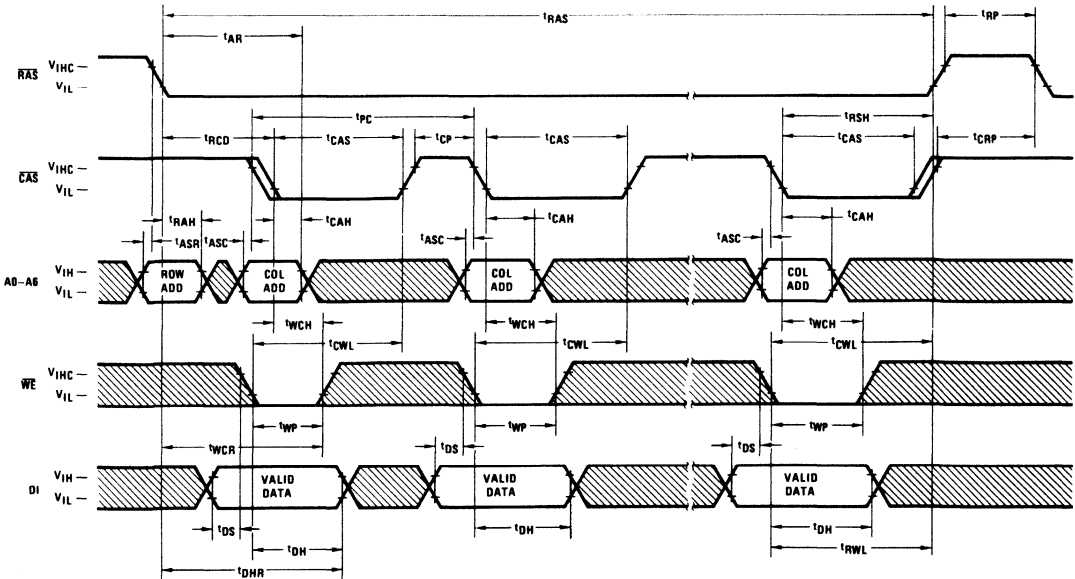 tRAS
tRP
tAR
RAS
VIHC
VIL
tPC
tRSH
tRCD
tCAS
tCP
tCAS
tCAS
tCRP
CAS
VIHC
VIL
tRAH
tCAH
tCAH
tCAH
tASR
tASC
tASC
tASC
A0–A6
VIH
VIL
ROW ADD
COL ADD
COL ADD
COL ADD
tWCH
tWCH
tWCH
tCWL
tCWL
tCWL
WE
VIHC
VIL
tWP
tWP
tWP
tWCR
tDS
tDS
DI
VIH
VIL
VALID DATA
VALID DATA
VALID DATA
tDS
tDH
tDH
tDH
tDHR
tRWL